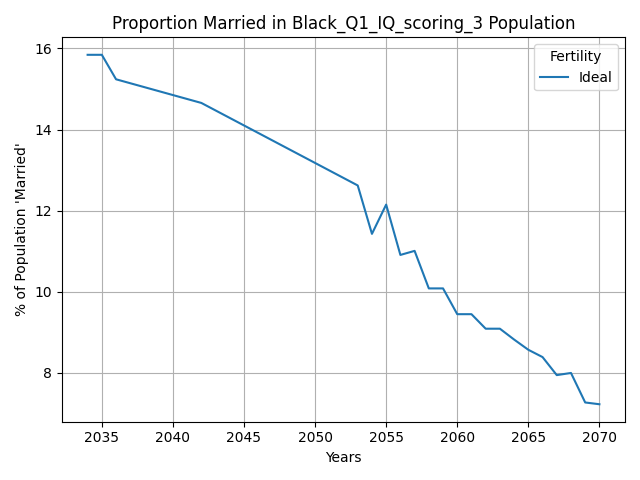 Proportion Married in Black_Q1_IQ_scoring_3 Population
Fertility
Ideal
% of Population 'Married'
16
14
12
10
8
2035 2040 2045 2050 2055 2060 2065 2070
Years